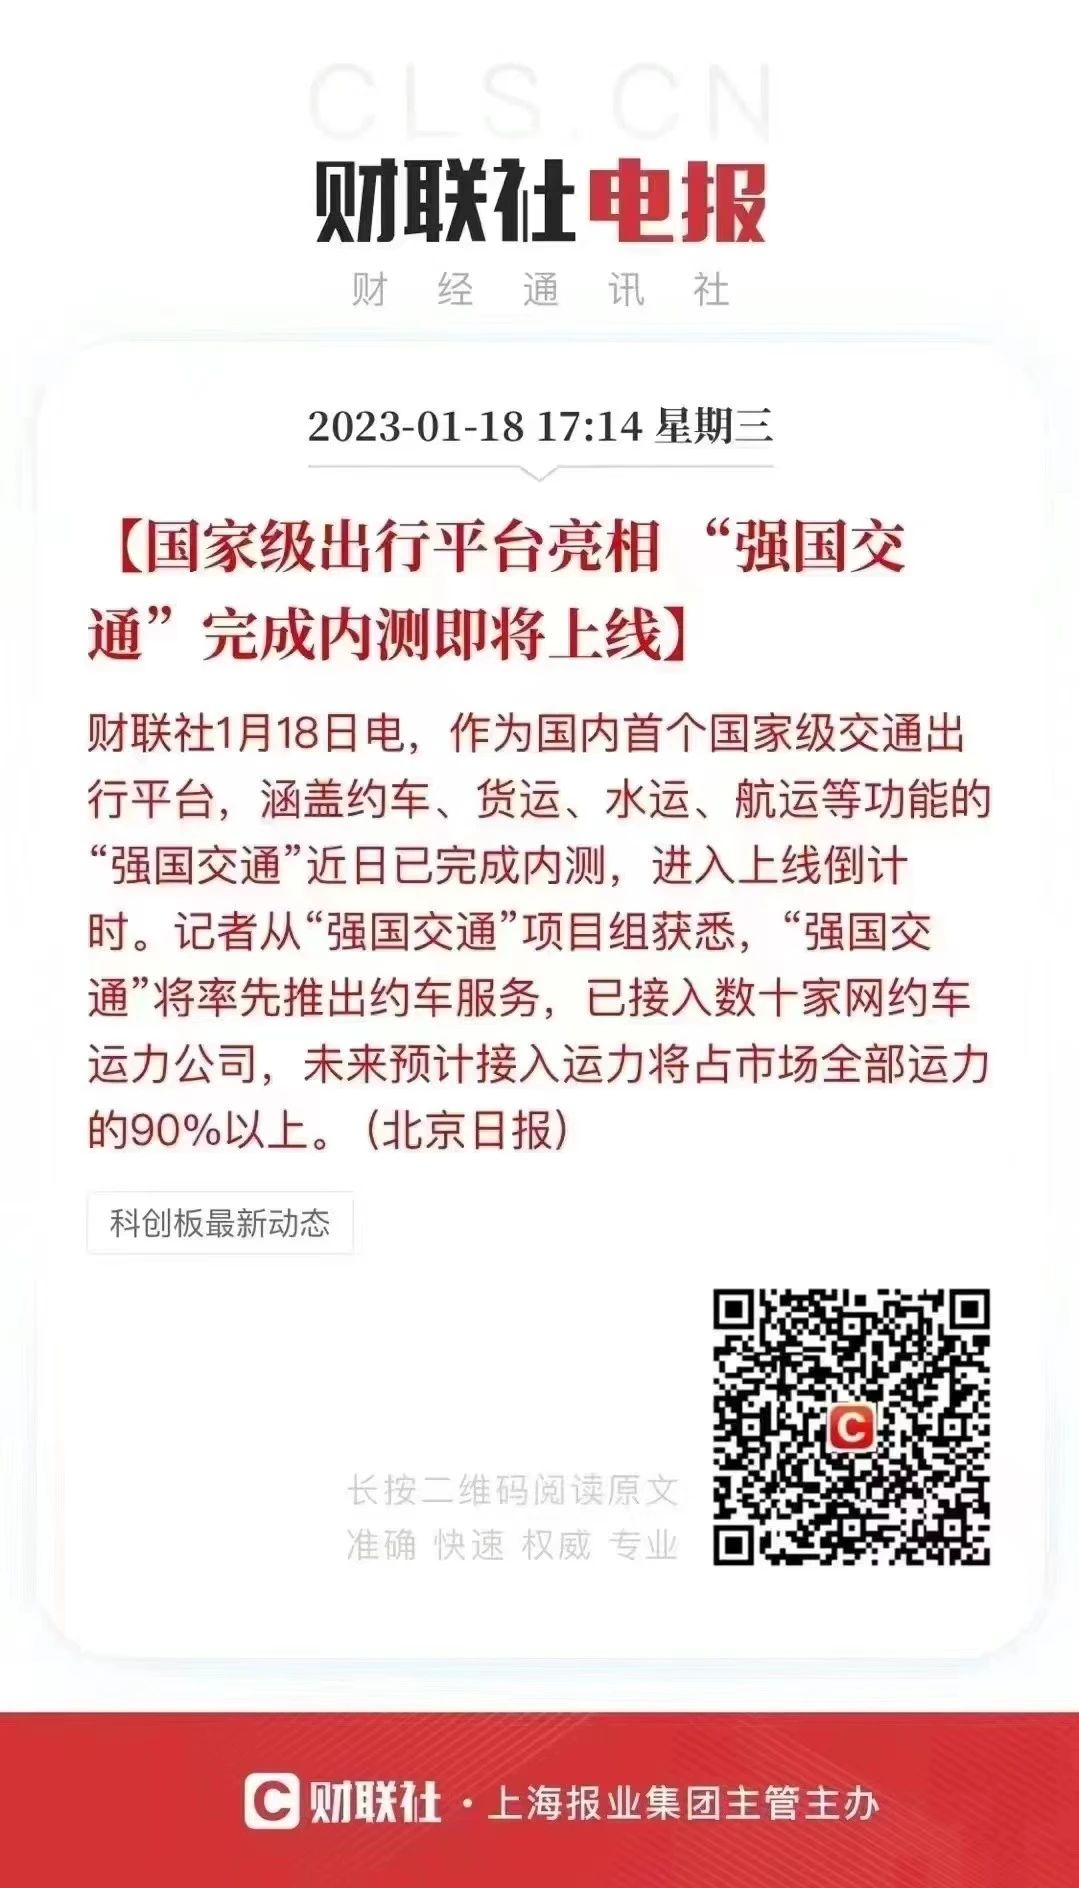 CLS.CN
财联社电报
财经通讯社
2023-01-18 17:14 星期三
【国家级出行平台亮相 “强国交
通”完成内测即将上线】
财联社1月18日电，作为国内首个国家级交通出
行平台，涵盖约车、货运、水运、航运等功能的
“强国交通”近日已完成内测，进入上线倒计
时。记者从“强国交通”项目组获悉，“强国交
通”将率先推出约车服务，已接入数十家网约车
运力公司，未来预计接入运力将占市场全部运力
的90%以上。（北京日报）
科创板最新动态
长按二维码阅读原文
准确 快速 权威 专业
C 财联社·上海报业集团主管主办